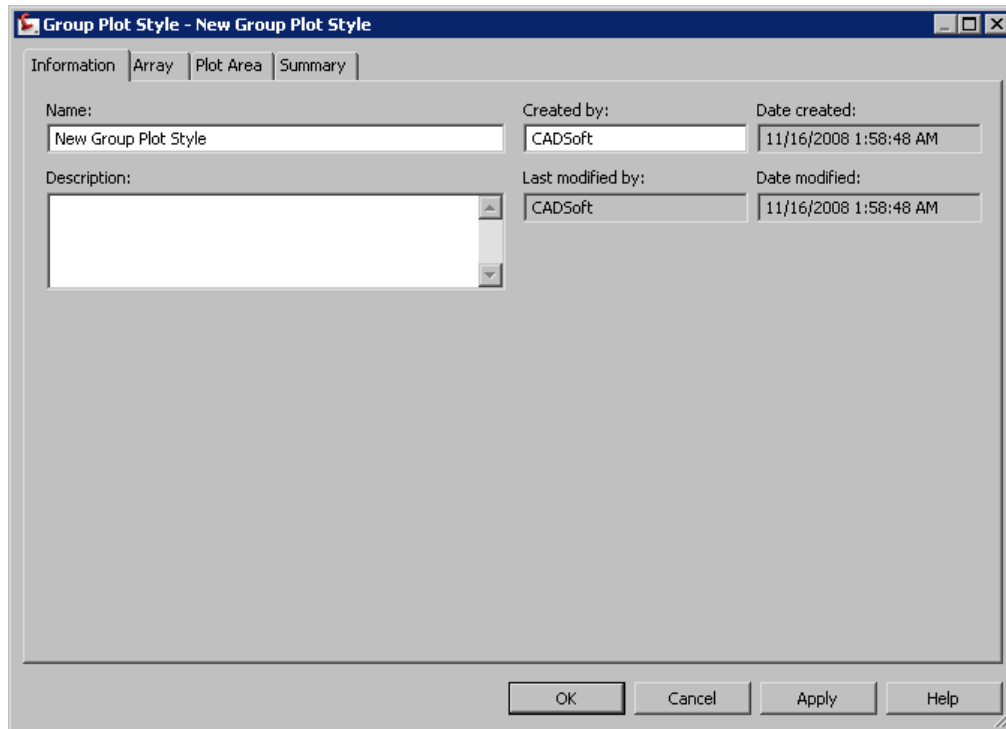 Group Plot Style - New Group Plot Style
Information Array Plot Area Summary
Name: Created by: Date created:
New Group Plot Style CADSoft 11/16/2008 1:58:48 AM
Description: Last modified by: Date modified:
CADSoft 11/16/2008 1:58:48 AM
OK Cancel Apply Help